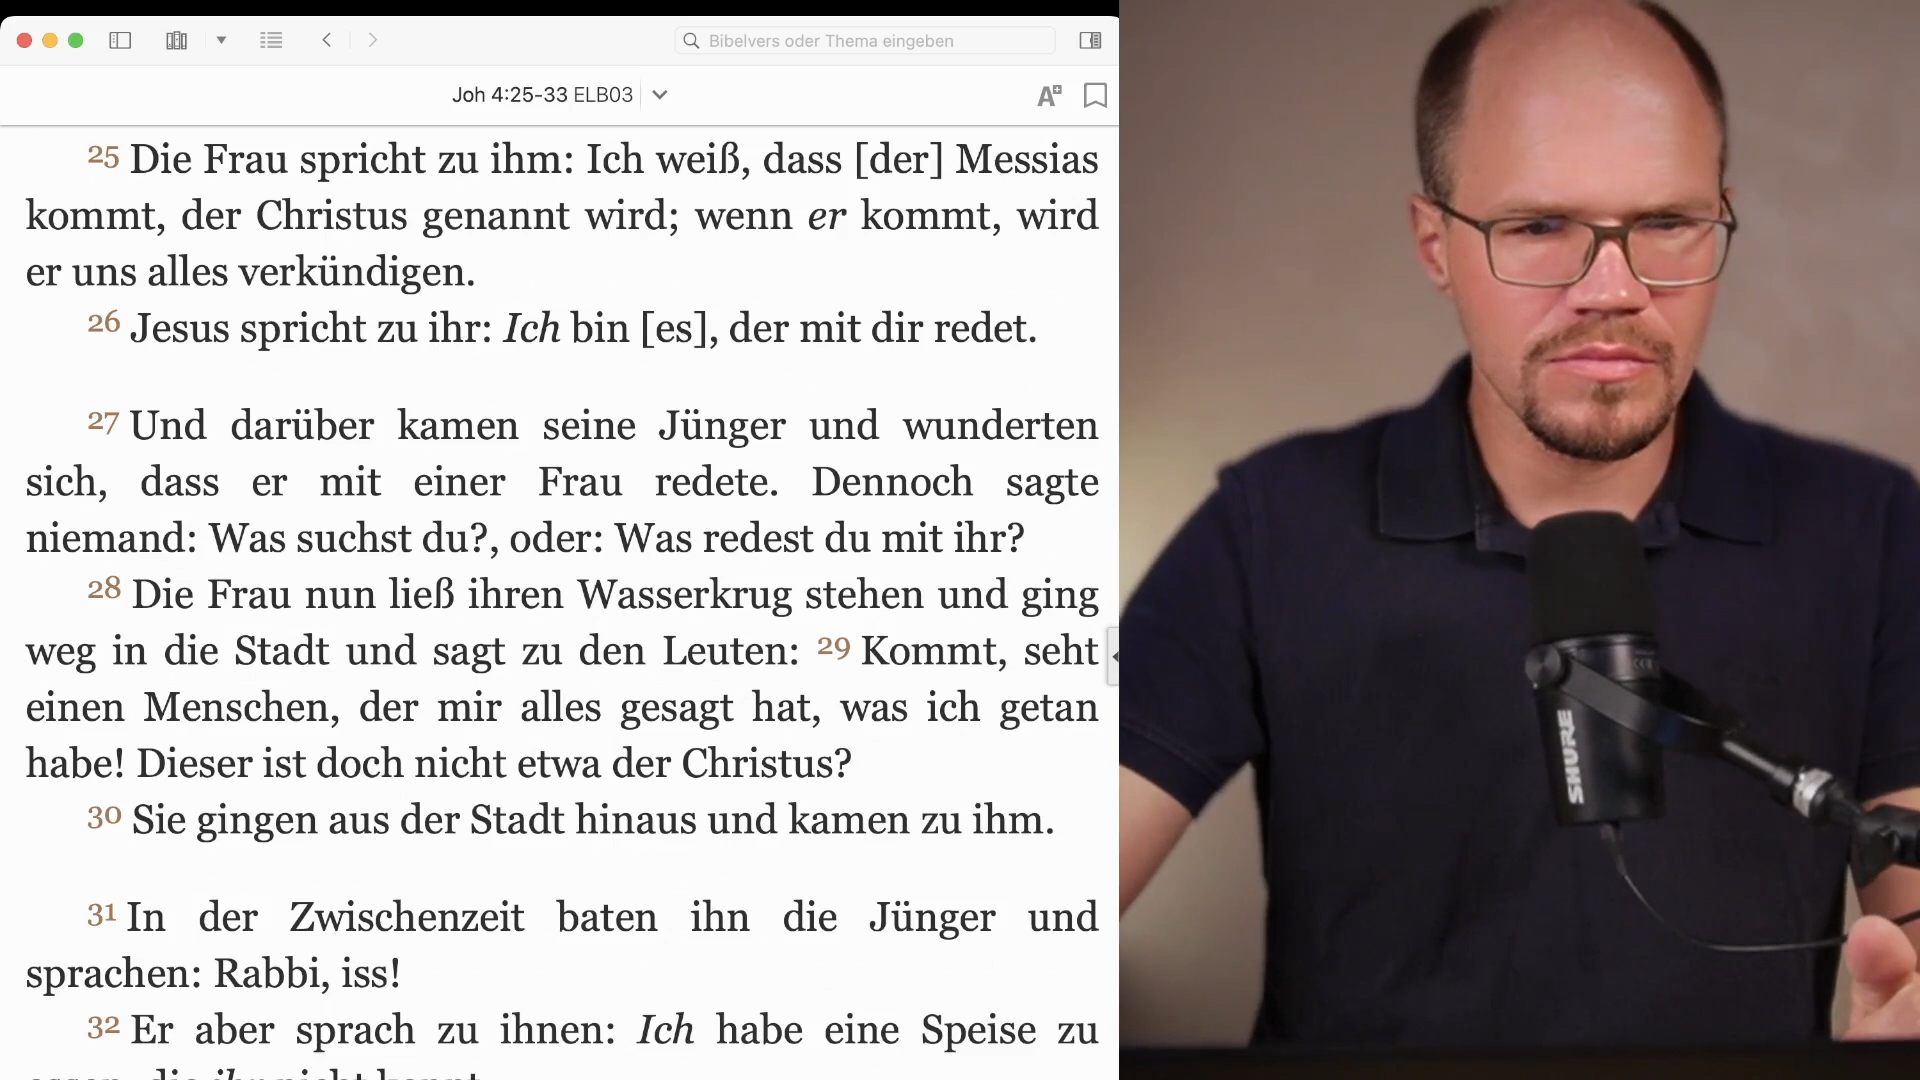 Bibelvers oder Thema eingeben
Joh 4:25-33 ELB03
25 Die Frau spricht zu ihm: Ich weiß, dass [der] Messias
kommt, der Christus genannt wird; wenn er kommt, wird
er uns alles verkündigen.
26 Jesus spricht zu ihr: Ich bin [es], der mit dir redet.
27 Und darüber kamen seine Jünger und wunderten
sich, dass er mit einer Frau redete. Dennoch sagte
niemand: Was suchst du?, oder: Was redest du mit ihr?
28 Die Frau nun ließ ihren Wasserkrug stehen und ging
weg in die Stadt und sagt zu den Leuten: 29 Kommt, seht
einen Menschen, der mir alles gesagt hat, was ich getan
habe! Dieser ist doch nicht etwa der Christus?
30 Sie gingen aus der Stadt hinaus und kamen zu ihm.
31 In der Zwischenzeit baten ihn die Jünger und
sprachen: Rabbi, iss!
32 Er aber sprach zu ihnen: Ich habe eine Speise zu
essen, die ihr nicht kennt.
SHURE